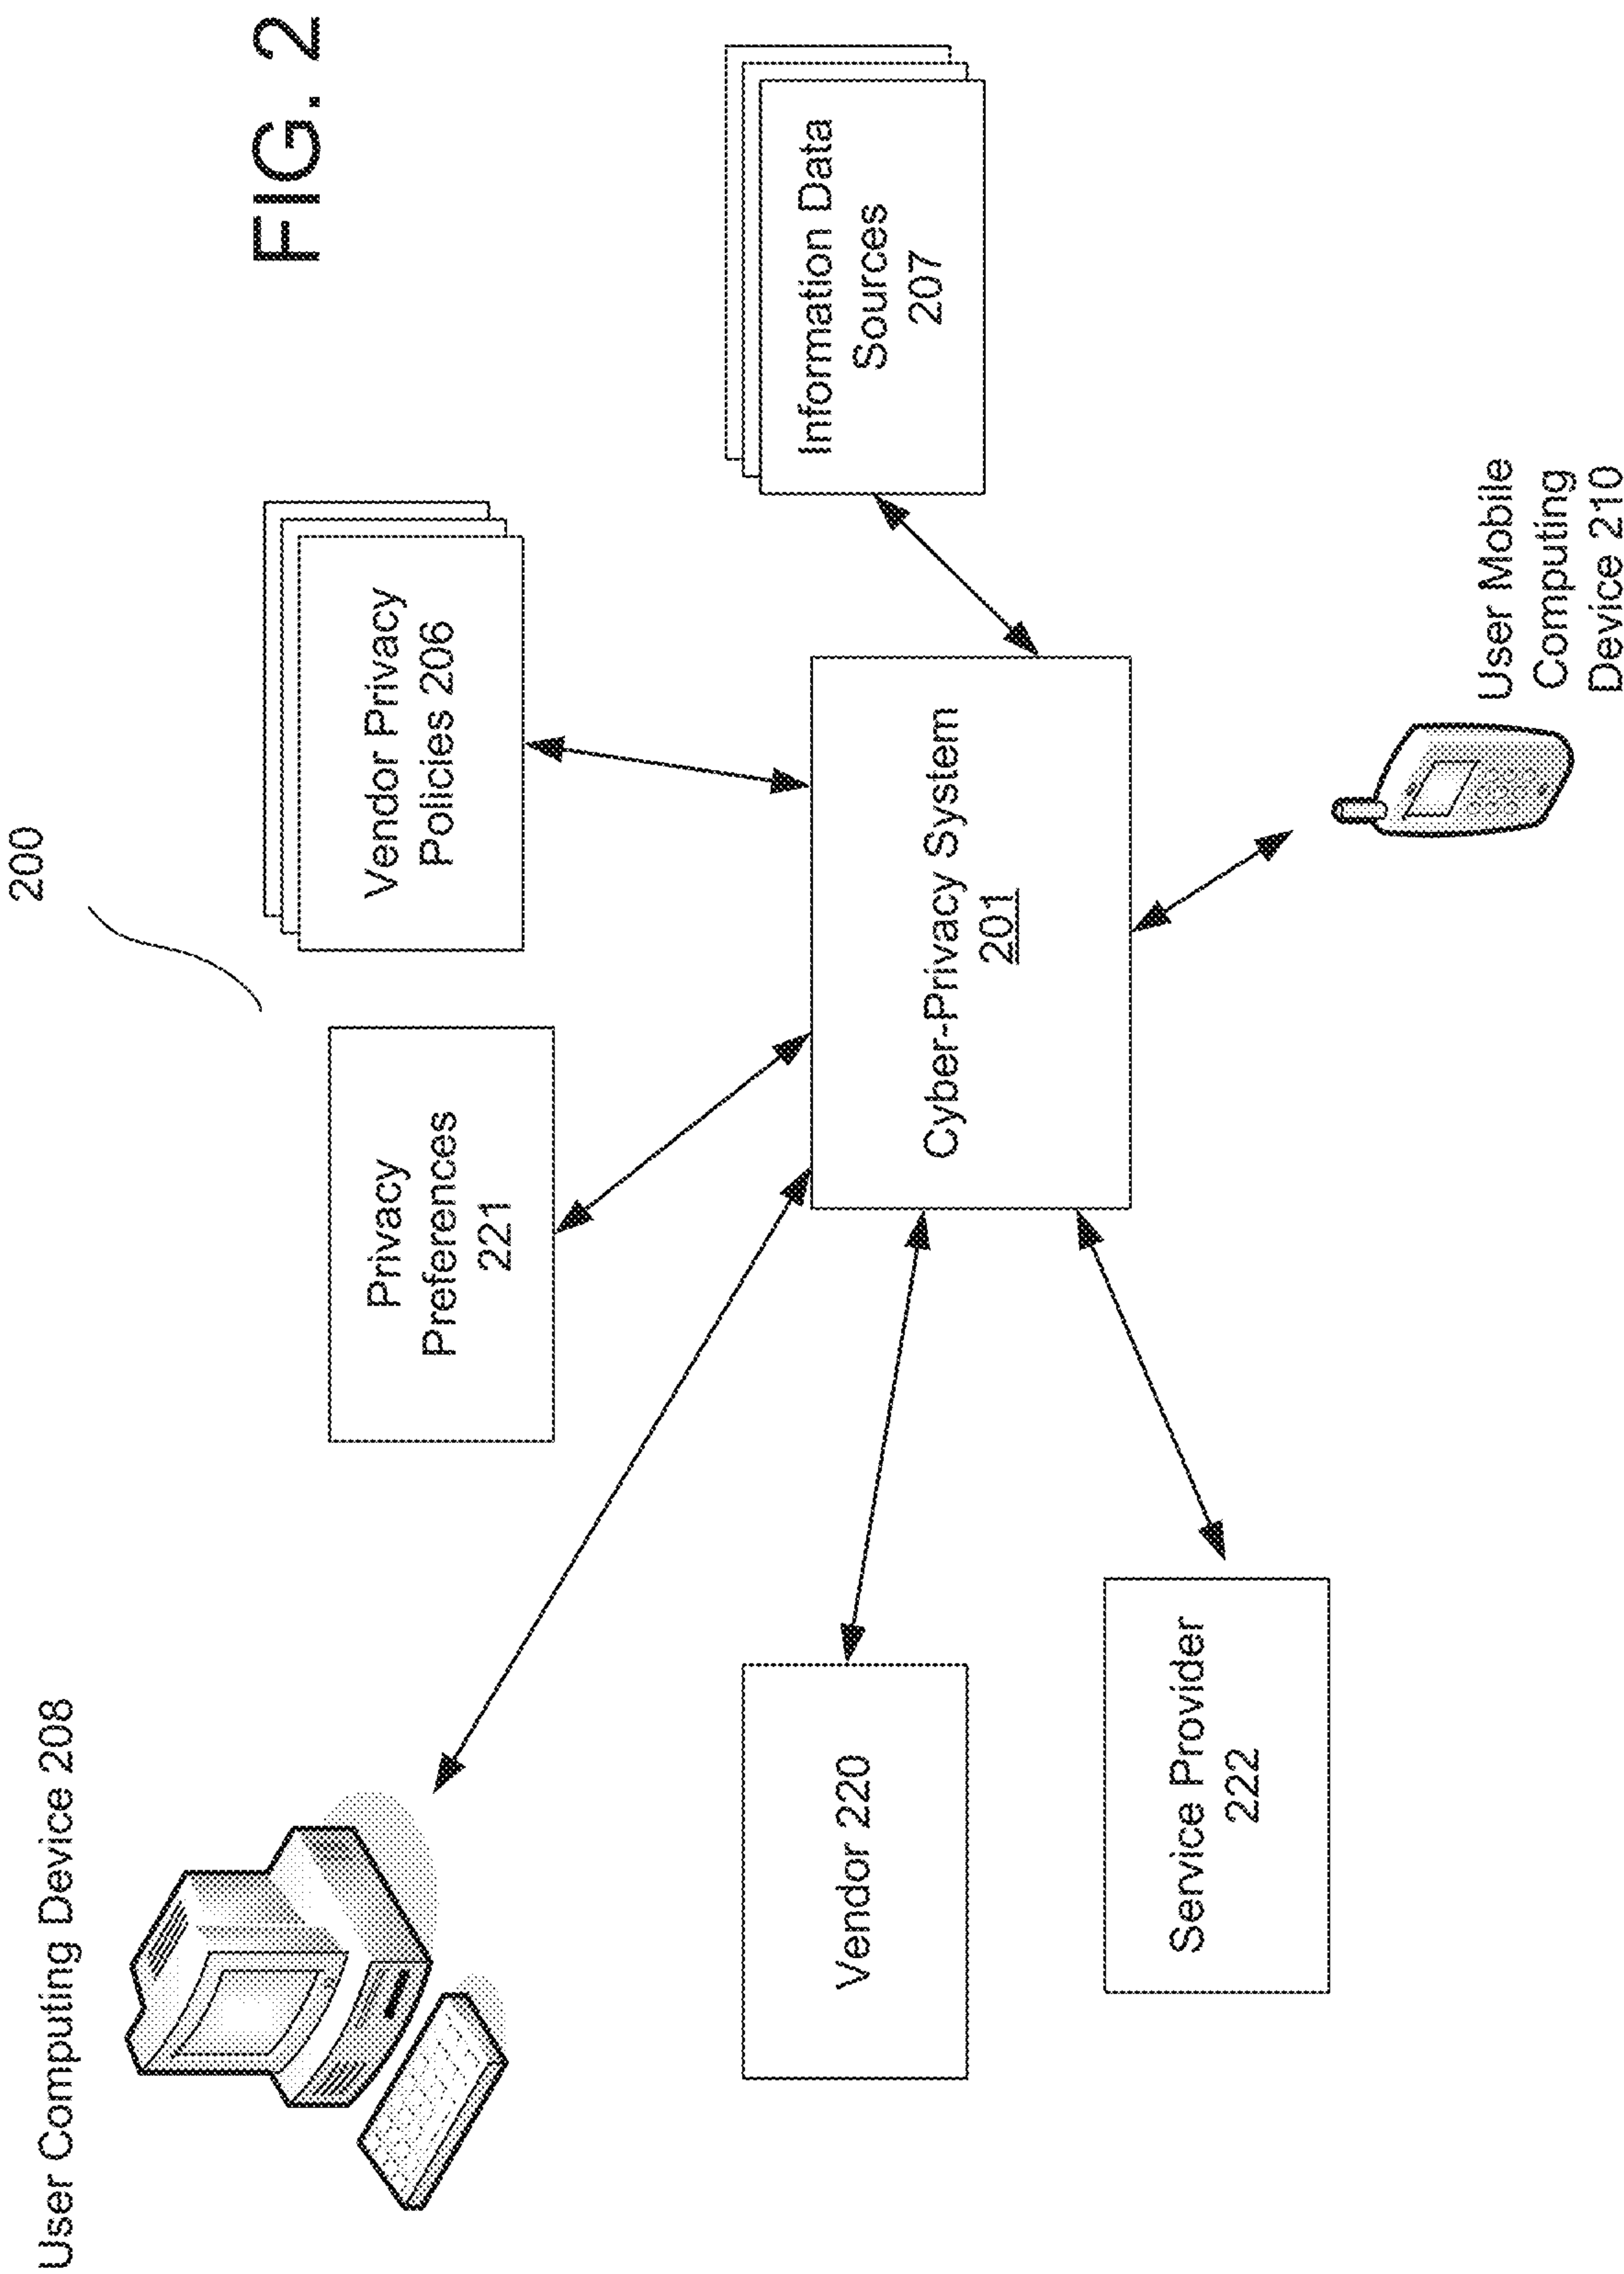 FIG. 2
200
User Computing Device 208
Privacy
Preferences
221
Vendor Privacy
Policies 206
Information Data
Sources
207
Vendor 220
Cyber-Privacy System
201
Service Provider
222
User Mobile
Computing
Device 210